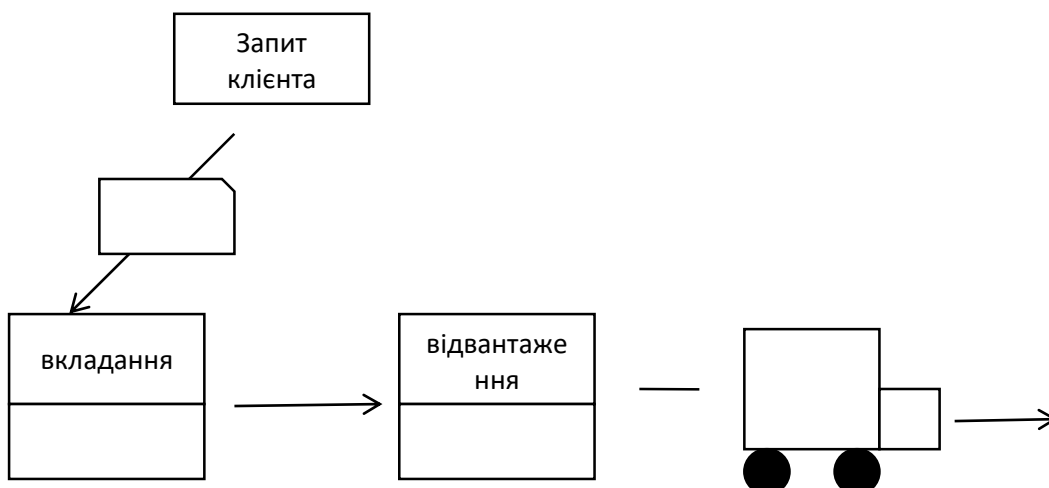 Запит
клієнта
вкладання
відвантаже
ння